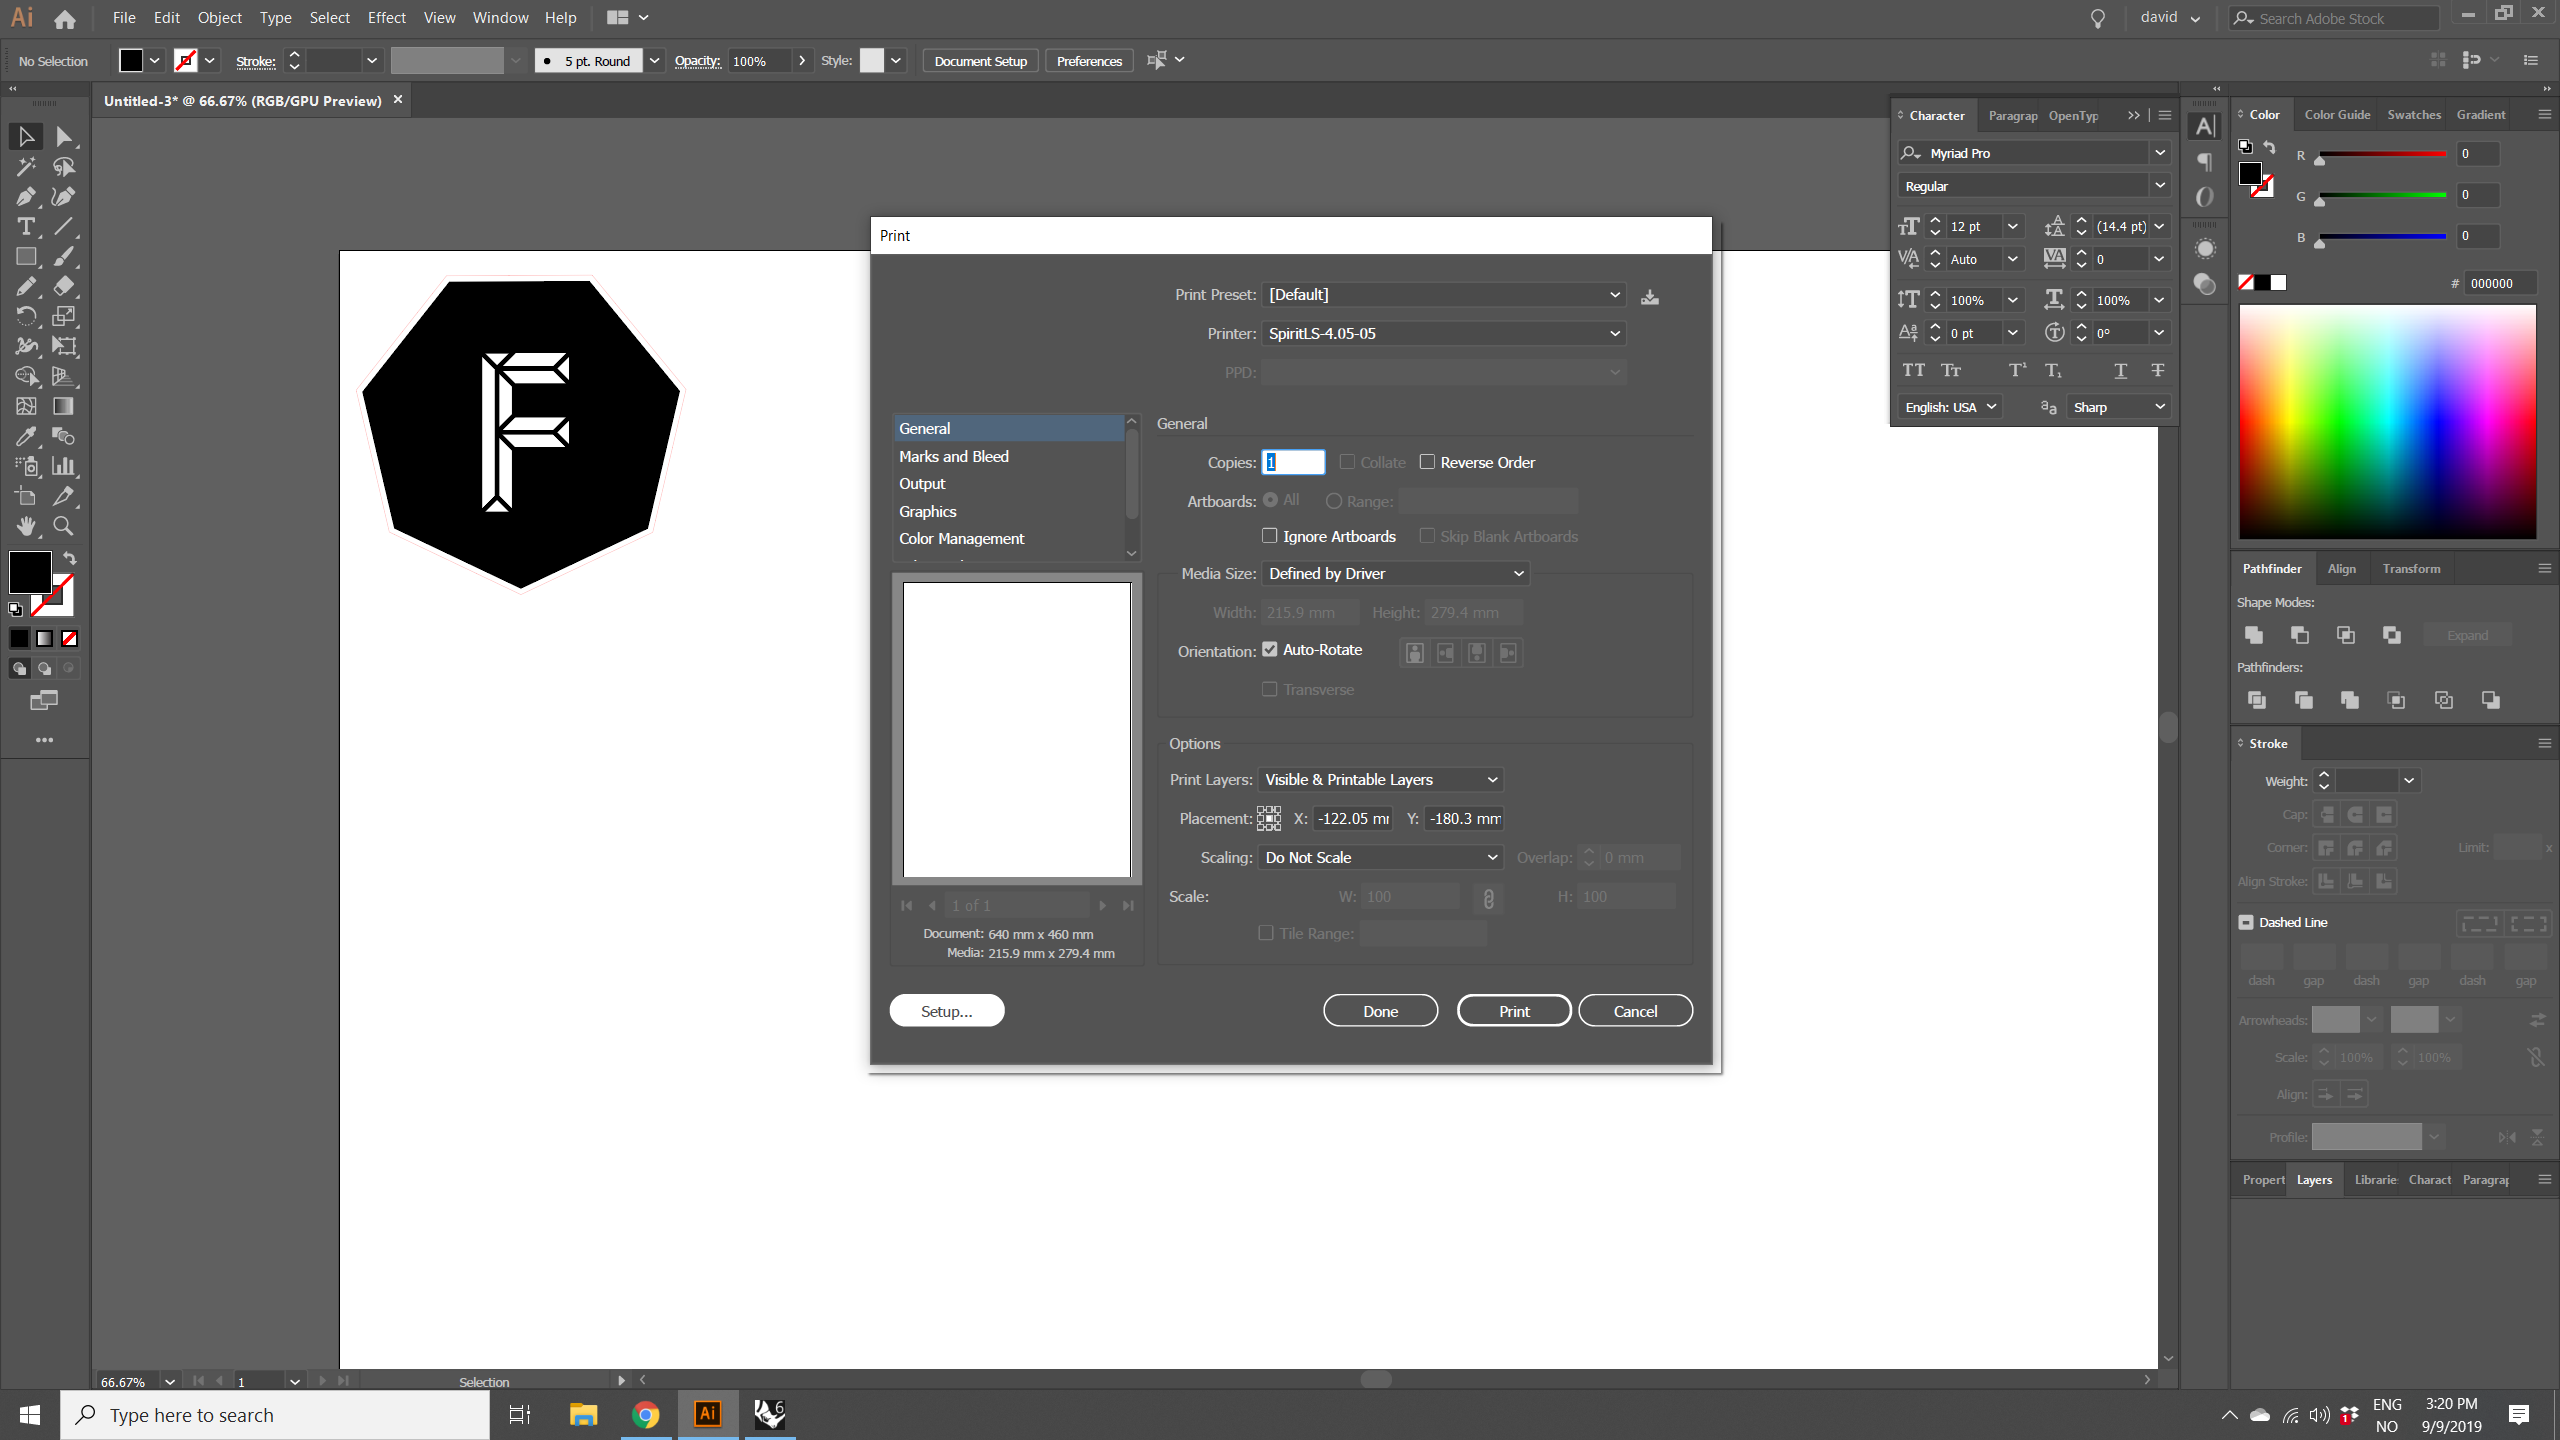 Ai File Edit Object Type Select Effect View Window Help david Search Adobe Stock
No Selection Stroke: 5 pt. Round Opacity: 100% Style: Document Setup Preferences
Untitled-3* @ 66.67% (RGB/GPU Preview)
F
Print
Print Preset: [Default]
Printer: SpiritLS-4.05-05
PPD:
General
Marks and Bleed
Output
Graphics
Color Management
General
Copies: 1 Collate Reverse Order
Artboards: All Range:
Ignore Artboards Skip Blank Artboards
Media Size: Defined by Driver
Width: 215.9 mm Height: 279.4 mm
Orientation: Auto-Rotate
Transverse
Options
Print Layers: Visible & Printable Layers
Placement: X: -122.05 Y: -180.3 mm
Scaling: Do Not Scale Overlap: 0 mm
Scale: W: 100 H: 100
Tile Range:
1 of 1
Document: 640 mm x 460 mm
Media: 215.9 mm x 279.4 mm
Setup... Done Print Cancel
Character Paragrap OpenTyp
Myriad Pro
Regular
12 pt (14.4 pt)
Auto 0
100% 100%
0 pt 0°
English: USA Sharp
Color Color Guide Swatches Gradient
R 0
G 0
B 0
# 000000
Pathfinder Align Transform
Shape Modes:
Expand
Pathfinders:
Stroke
Weight:
Cap:
Corner: Limit: x
Align Stroke:
Dashed Line
dash gap dash gap dash gap
Arrowheads:
Scale: 100% 100%
Align:
Profile:
Propert Layers Librarie Charact Paragrap
66.67% 1 Selection
Type here to search
Ai
6
1
ENG
NO
3:20 PM
9/9/2019